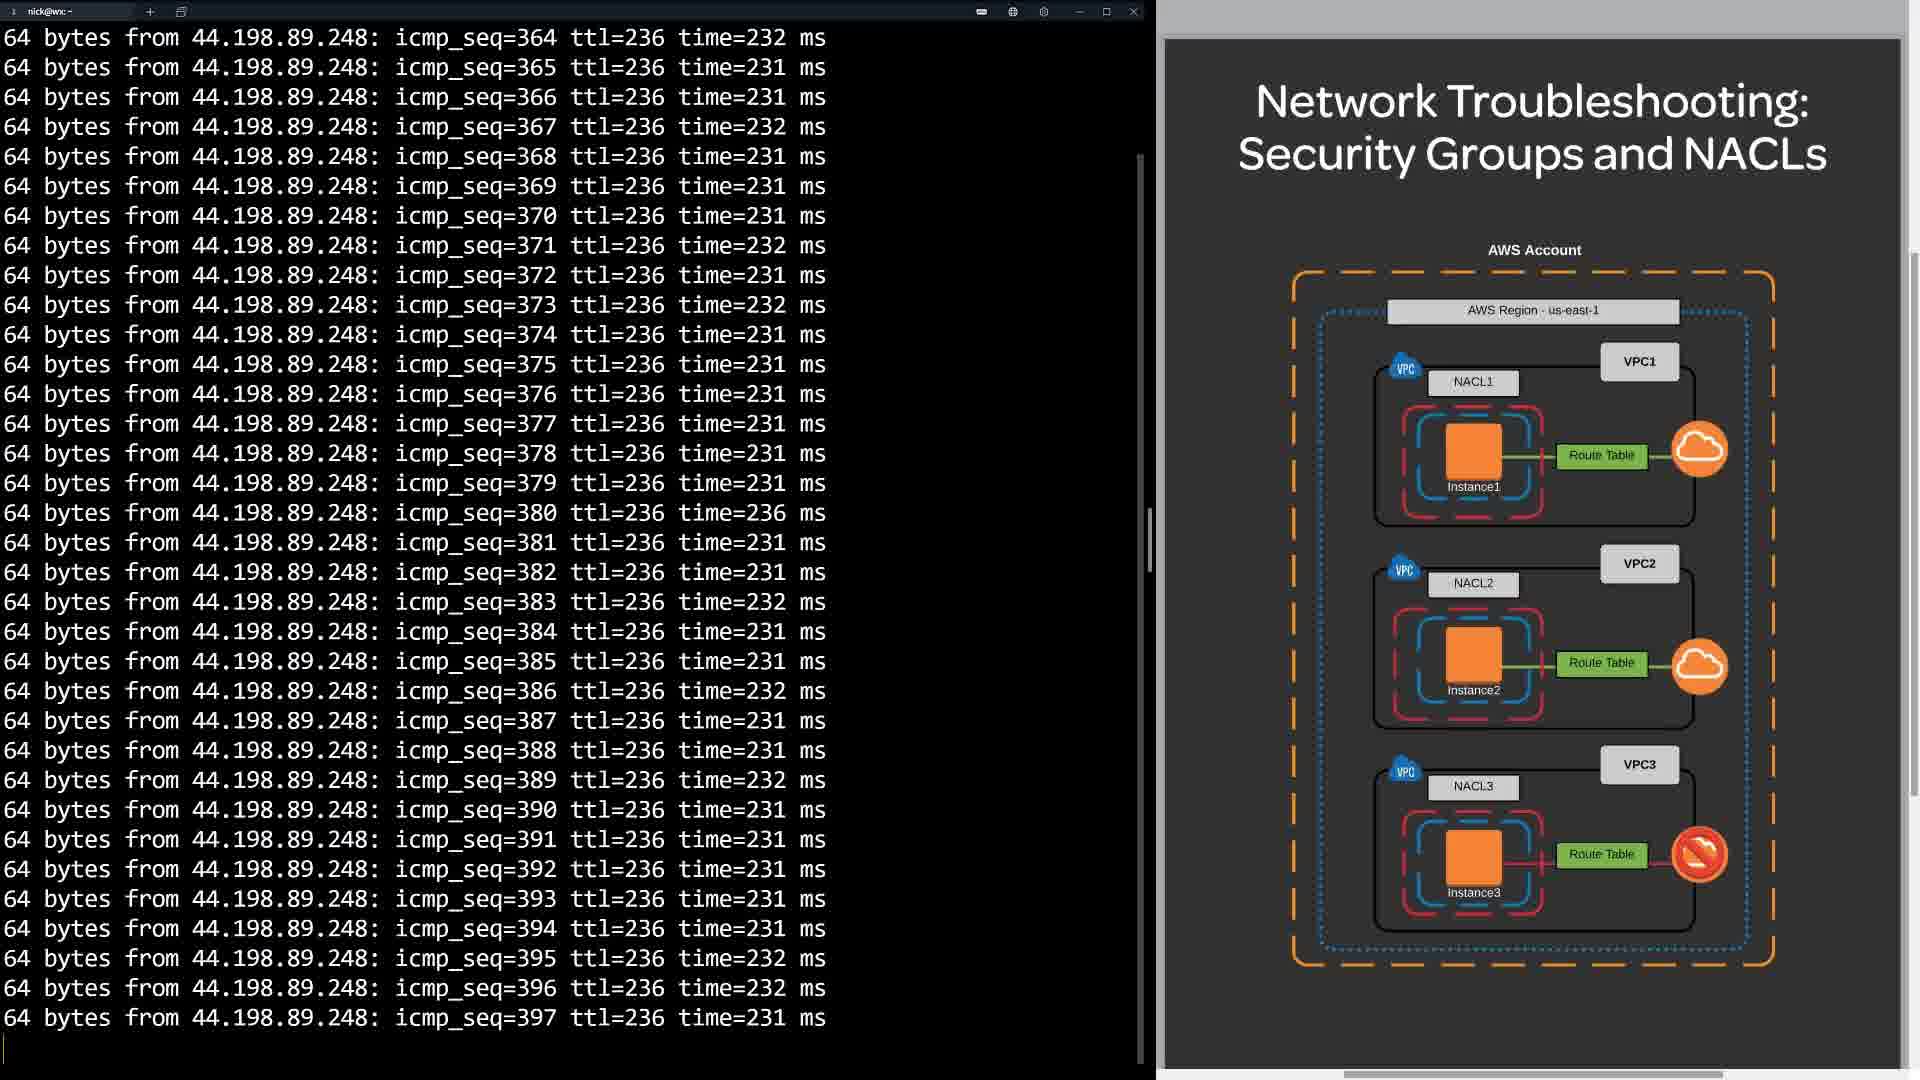 nick@wx: ~
64 bytes from 44.198.89.248: icmp_seq=364 ttl=236 time=232 ms
64 bytes from 44.198.89.248: icmp_seq=365 ttl=236 time=231 ms
64 bytes from 44.198.89.248: icmp_seq=366 ttl=236 time=231 ms
64 bytes from 44.198.89.248: icmp_seq=367 ttl=236 time=232 ms
64 bytes from 44.198.89.248: icmp_seq=368 ttl=236 time=231 ms
64 bytes from 44.198.89.248: icmp_seq=369 ttl=236 time=231 ms
64 bytes from 44.198.89.248: icmp_seq=370 ttl=236 time=231 ms
64 bytes from 44.198.89.248: icmp_seq=371 ttl=236 time=232 ms
64 bytes from 44.198.89.248: icmp_seq=372 ttl=236 time=231 ms
64 bytes from 44.198.89.248: icmp_seq=373 ttl=236 time=232 ms
64 bytes from 44.198.89.248: icmp_seq=374 ttl=236 time=231 ms
64 bytes from 44.198.89.248: icmp_seq=375 ttl=236 time=231 ms
64 bytes from 44.198.89.248: icmp_seq=376 ttl=236 time=231 ms
64 bytes from 44.198.89.248: icmp_seq=377 ttl=236 time=231 ms
64 bytes from 44.198.89.248: icmp_seq=378 ttl=236 time=231 ms
64 bytes from 44.198.89.248: icmp_seq=379 ttl=236 time=231 ms
64 bytes from 44.198.89.248: icmp_seq=380 ttl=236 time=236 ms
64 bytes from 44.198.89.248: icmp_seq=381 ttl=236 time=231 ms
64 bytes from 44.198.89.248: icmp_seq=382 ttl=236 time=231 ms
64 bytes from 44.198.89.248: icmp_seq=383 ttl=236 time=232 ms
64 bytes from 44.198.89.248: icmp_seq=384 ttl=236 time=231 ms
64 bytes from 44.198.89.248: icmp_seq=385 ttl=236 time=231 ms
64 bytes from 44.198.89.248: icmp_seq=386 ttl=236 time=232 ms
64 bytes from 44.198.89.248: icmp_seq=387 ttl=236 time=231 ms
64 bytes from 44.198.89.248: icmp_seq=388 ttl=236 time=231 ms
64 bytes from 44.198.89.248: icmp_seq=389 ttl=236 time=232 ms
64 bytes from 44.198.89.248: icmp_seq=390 ttl=236 time=231 ms
64 bytes from 44.198.89.248: icmp_seq=391 ttl=236 time=231 ms
64 bytes from 44.198.89.248: icmp_seq=392 ttl=236 time=231 ms
64 bytes from 44.198.89.248: icmp_seq=393 ttl=236 time=231 ms
64 bytes from 44.198.89.248: icmp_seq=394 ttl=236 time=231 ms
64 bytes from 44.198.89.248: icmp_seq=395 ttl=236 time=232 ms
64 bytes from 44.198.89.248: icmp_seq=396 ttl=236 time=232 ms
64 bytes from 44.198.89.248: icmp_seq=397 ttl=236 time=231 ms
Network Troubleshooting:
Security Groups and NACLs
AWS Account
AWS Region - us-east-1
VPC1
VPC
NACL1
Route Table
Instance1
VPC2
VPC
NACL2
Route Table
Instance2
VPC3
VPC
NACL3
Route Table
Instance3